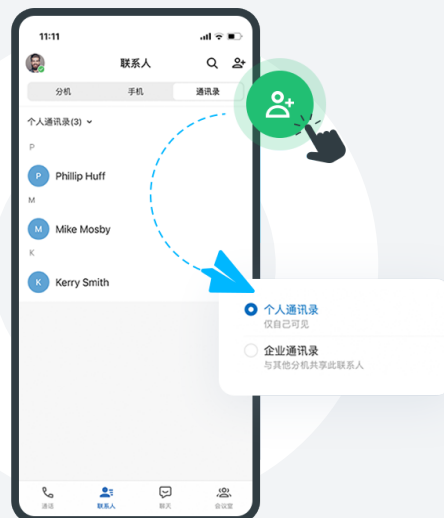 11:11
联系人
分机 手机 通讯录
个人通讯录(3)
P
P Phillip Huff
M
M Mike Mosby
K
K Kerry Smith
个人通讯录
仅自己可见
企业通讯录
与其他分机共享此联系人
通话 联系人 聊天 会议室